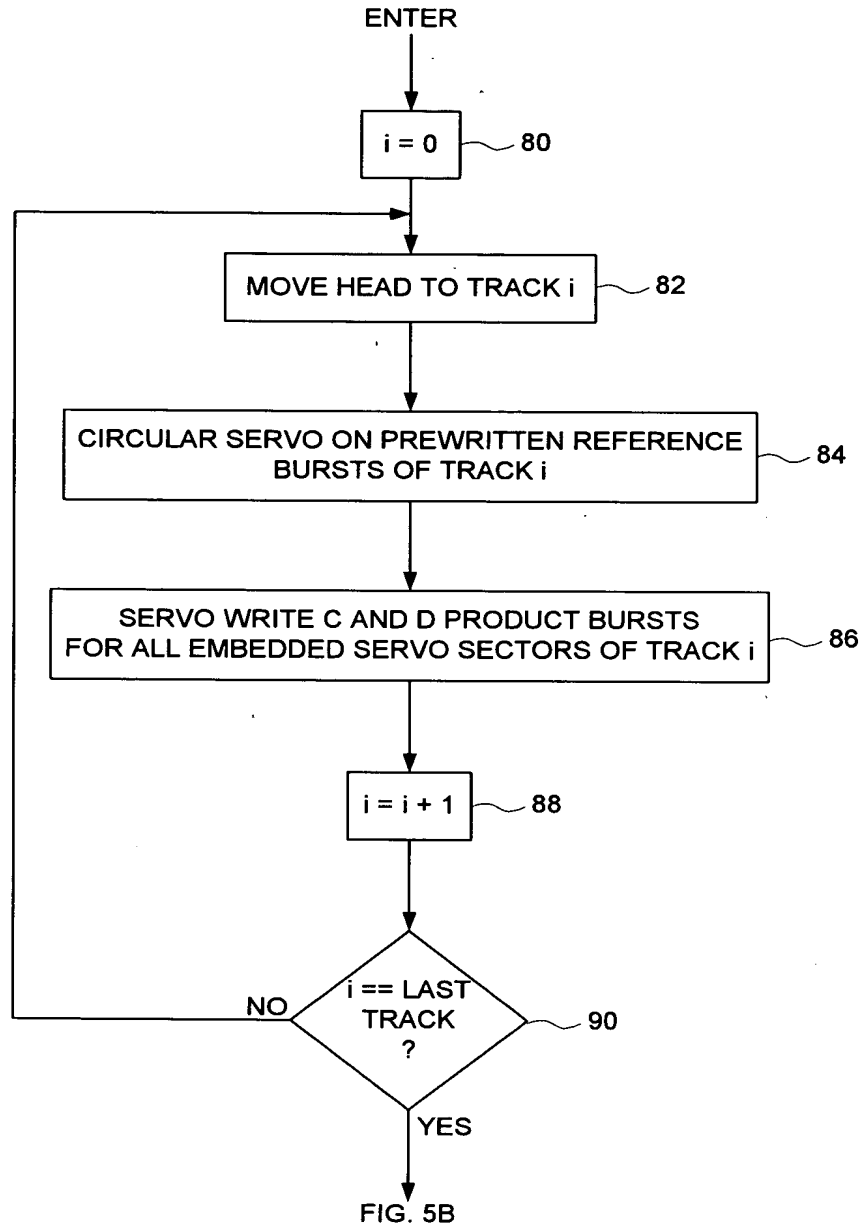 ENTER
i = 0
80
MOVE HEAD TO TRACK i
82
CIRCULAR SERVO ON PREWRITTEN REFERENCE
BURSTS OF TRACK i
84
SERVO WRITE C AND D PRODUCT BURSTS
FOR ALL EMBEDDED SERVO SECTORS OF TRACK i
86
i = i + 1
88
i == LAST
TRACK
?
NO
90
YES
FIG. 5B